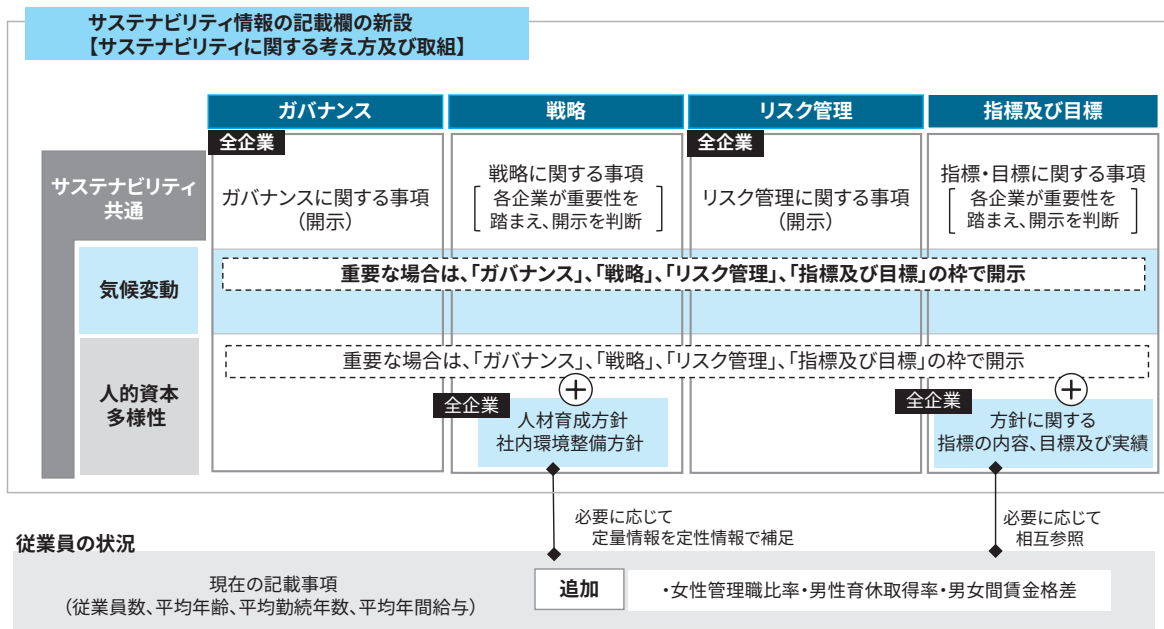 サステナビリティ情報の記載欄の新設
【サステナビリティに関する考え方及び取組】
ガバナンス
戦略
リスク管理
指標及び目標
サステナビリティ
共通
全企業
ガバナンスに関する事項
（開示）
戦略に関する事項
各企業が重要性を
踏まえ、開示を判断
全企業
リスク管理に関する事項
（開示）
指標・目標に関する事項
各企業が重要性を
踏まえ、開示を判断
気候変動
重要な場合は、「ガバナンス」、「戦略」、「リスク管理」、「指標及び目標」の枠で開示
人的資本
多様性
重要な場合は、「ガバナンス」、「戦略」、「リスク管理」、「指標及び目標」の枠で開示
＋
全企業
人材育成方針
社内環境整備方針
＋
全企業
方針に関する
指標の内容、目標及び実績
必要に応じて
定量情報を定性情報で補足
必要に応じて
相互参照
従業員の状況
現在の記載事項
（従業員数、平均年齢、平均勤続年数、平均年間給与）
追加
・女性管理職比率・男性育休取得率・男女間賃金格差